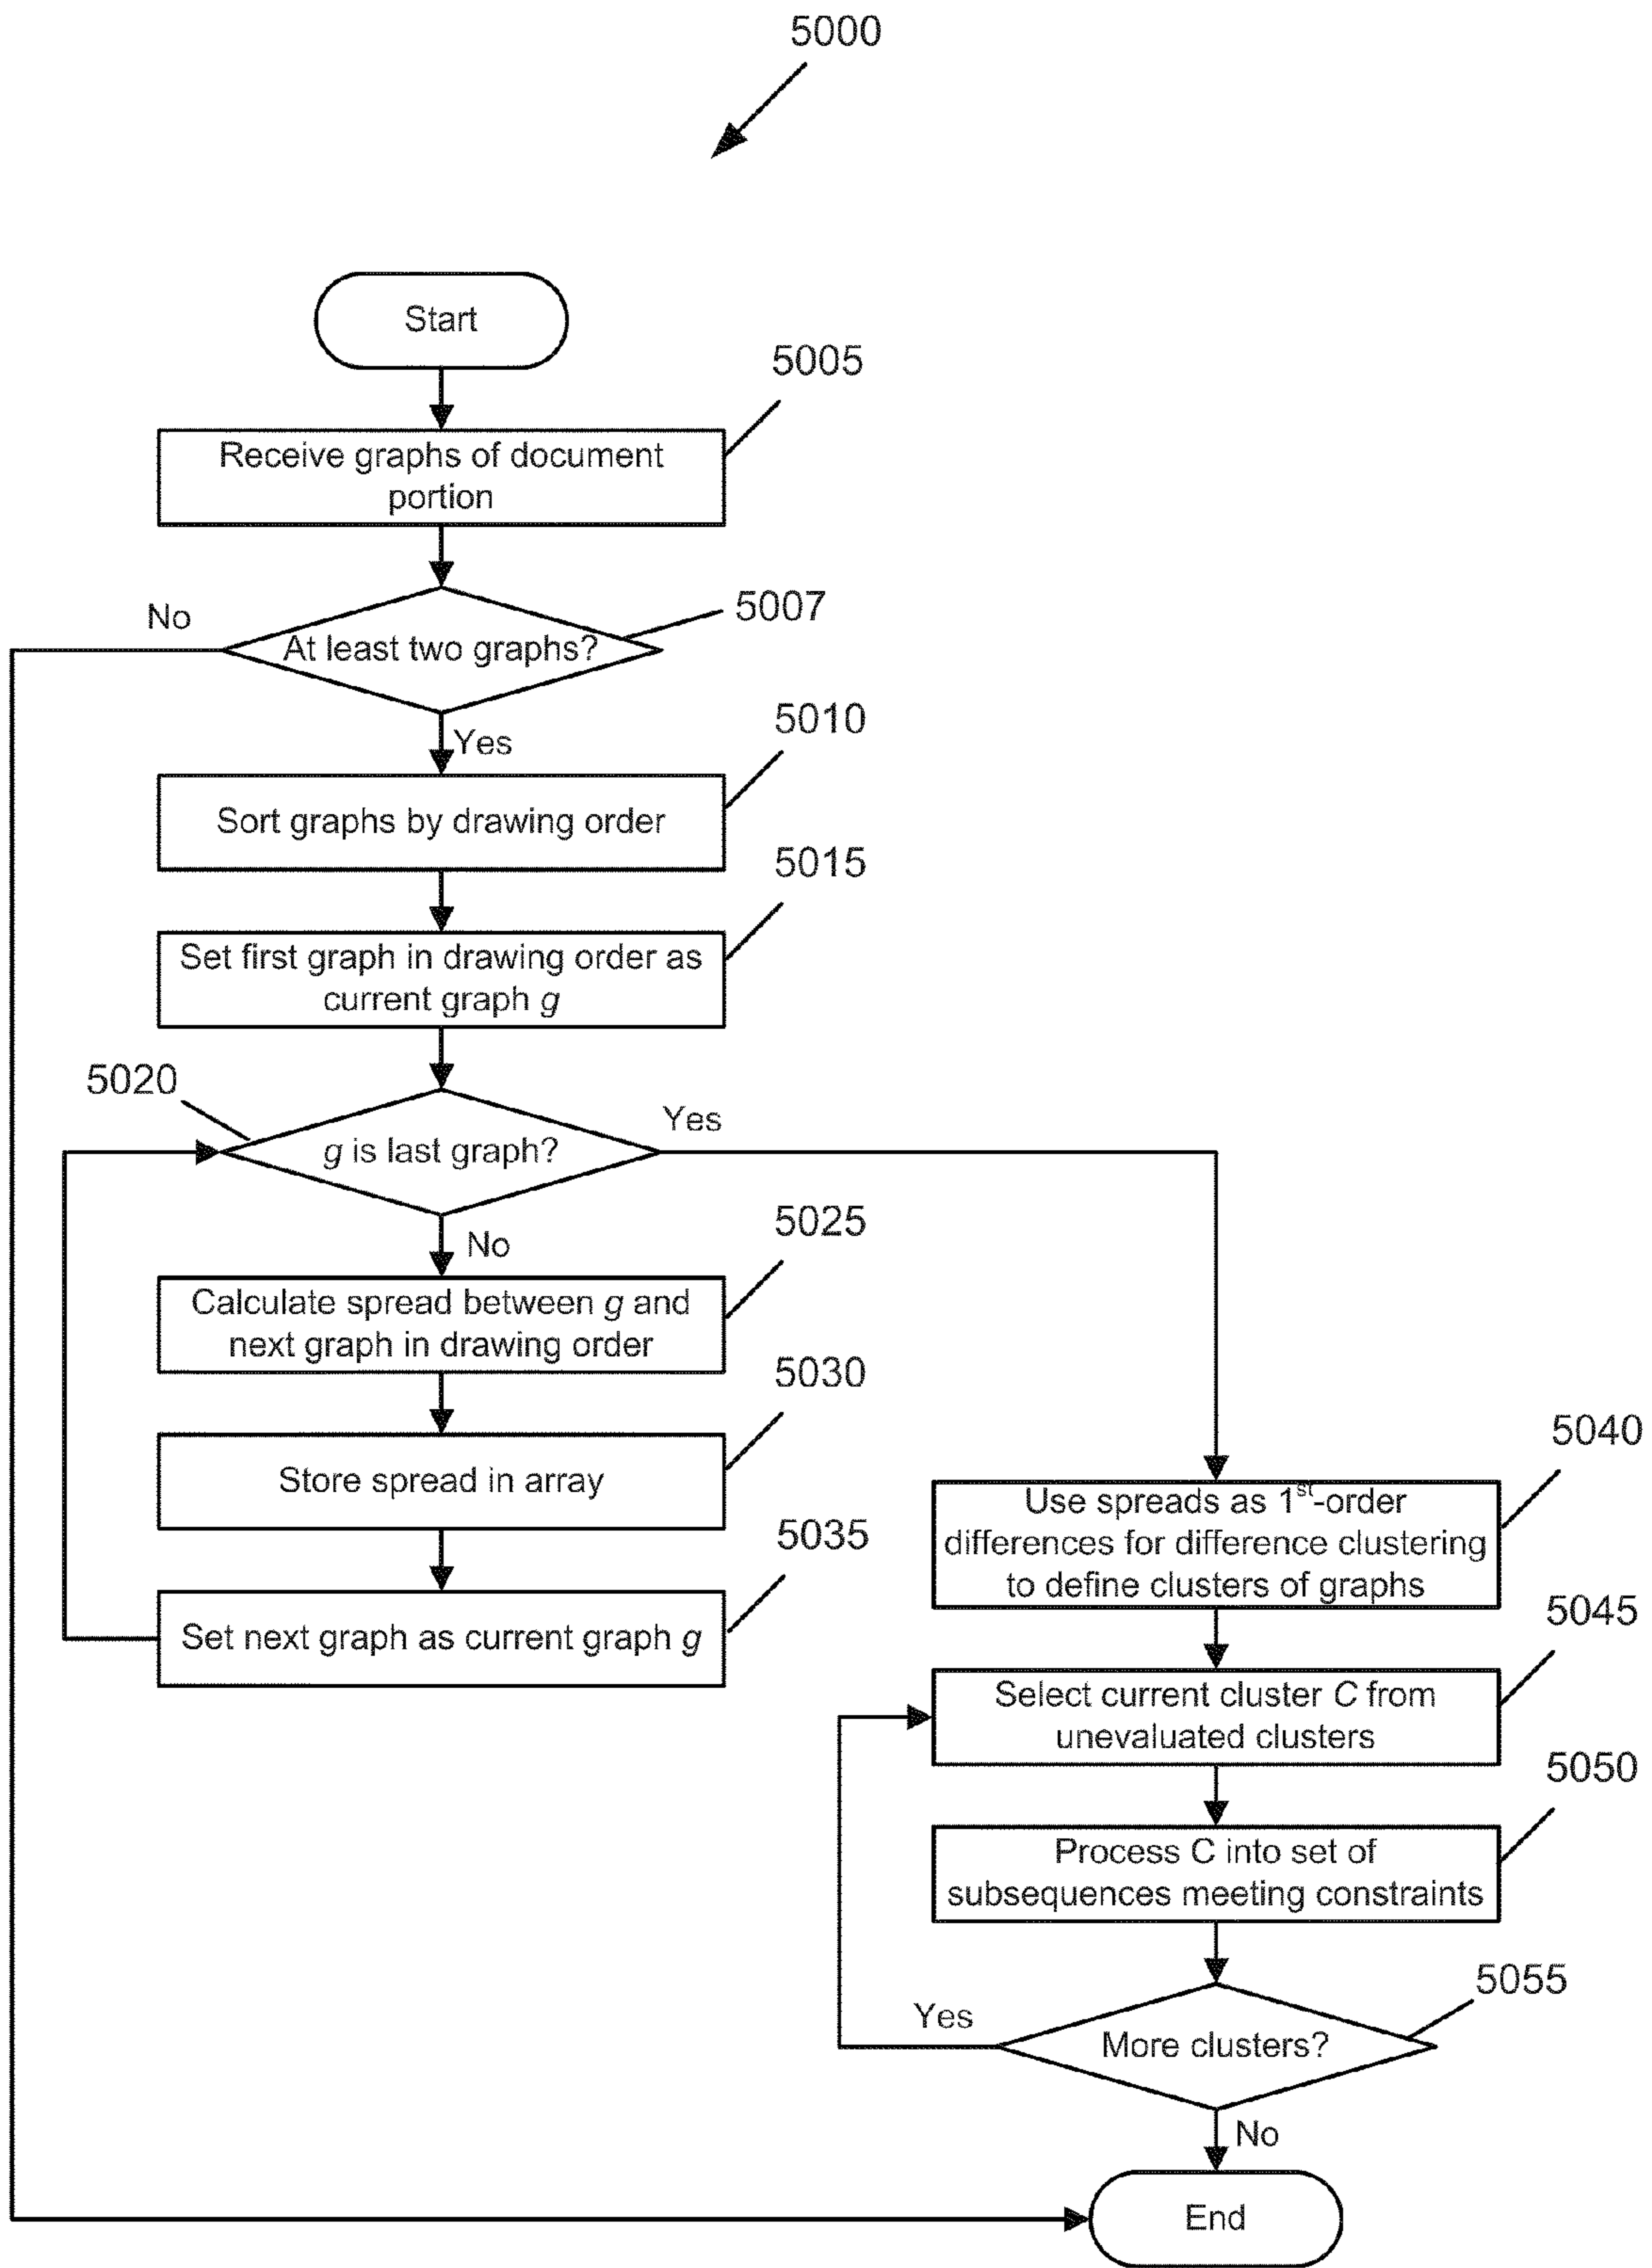 5000
Start
5005
Receive graphs of document
portion
5007
No
At least two graphs?
5010
Yes
Sort graphs by drawing order
5015
Set first graph in drawing order as
current graph g
5020
Yes
g is last graph?
5025
No
Calculate spread between g and
next graph in drawing order
5030
Store spread in array
5035
Set next graph as current graph g
5040
Use spreads as 1st-order
differences for difference clustering
to define clusters of graphs
5045
Select current cluster C from
unevaluated clusters
5050
Process C into set of
subsequences meeting constraints
5055
Yes
More clusters?
No
End